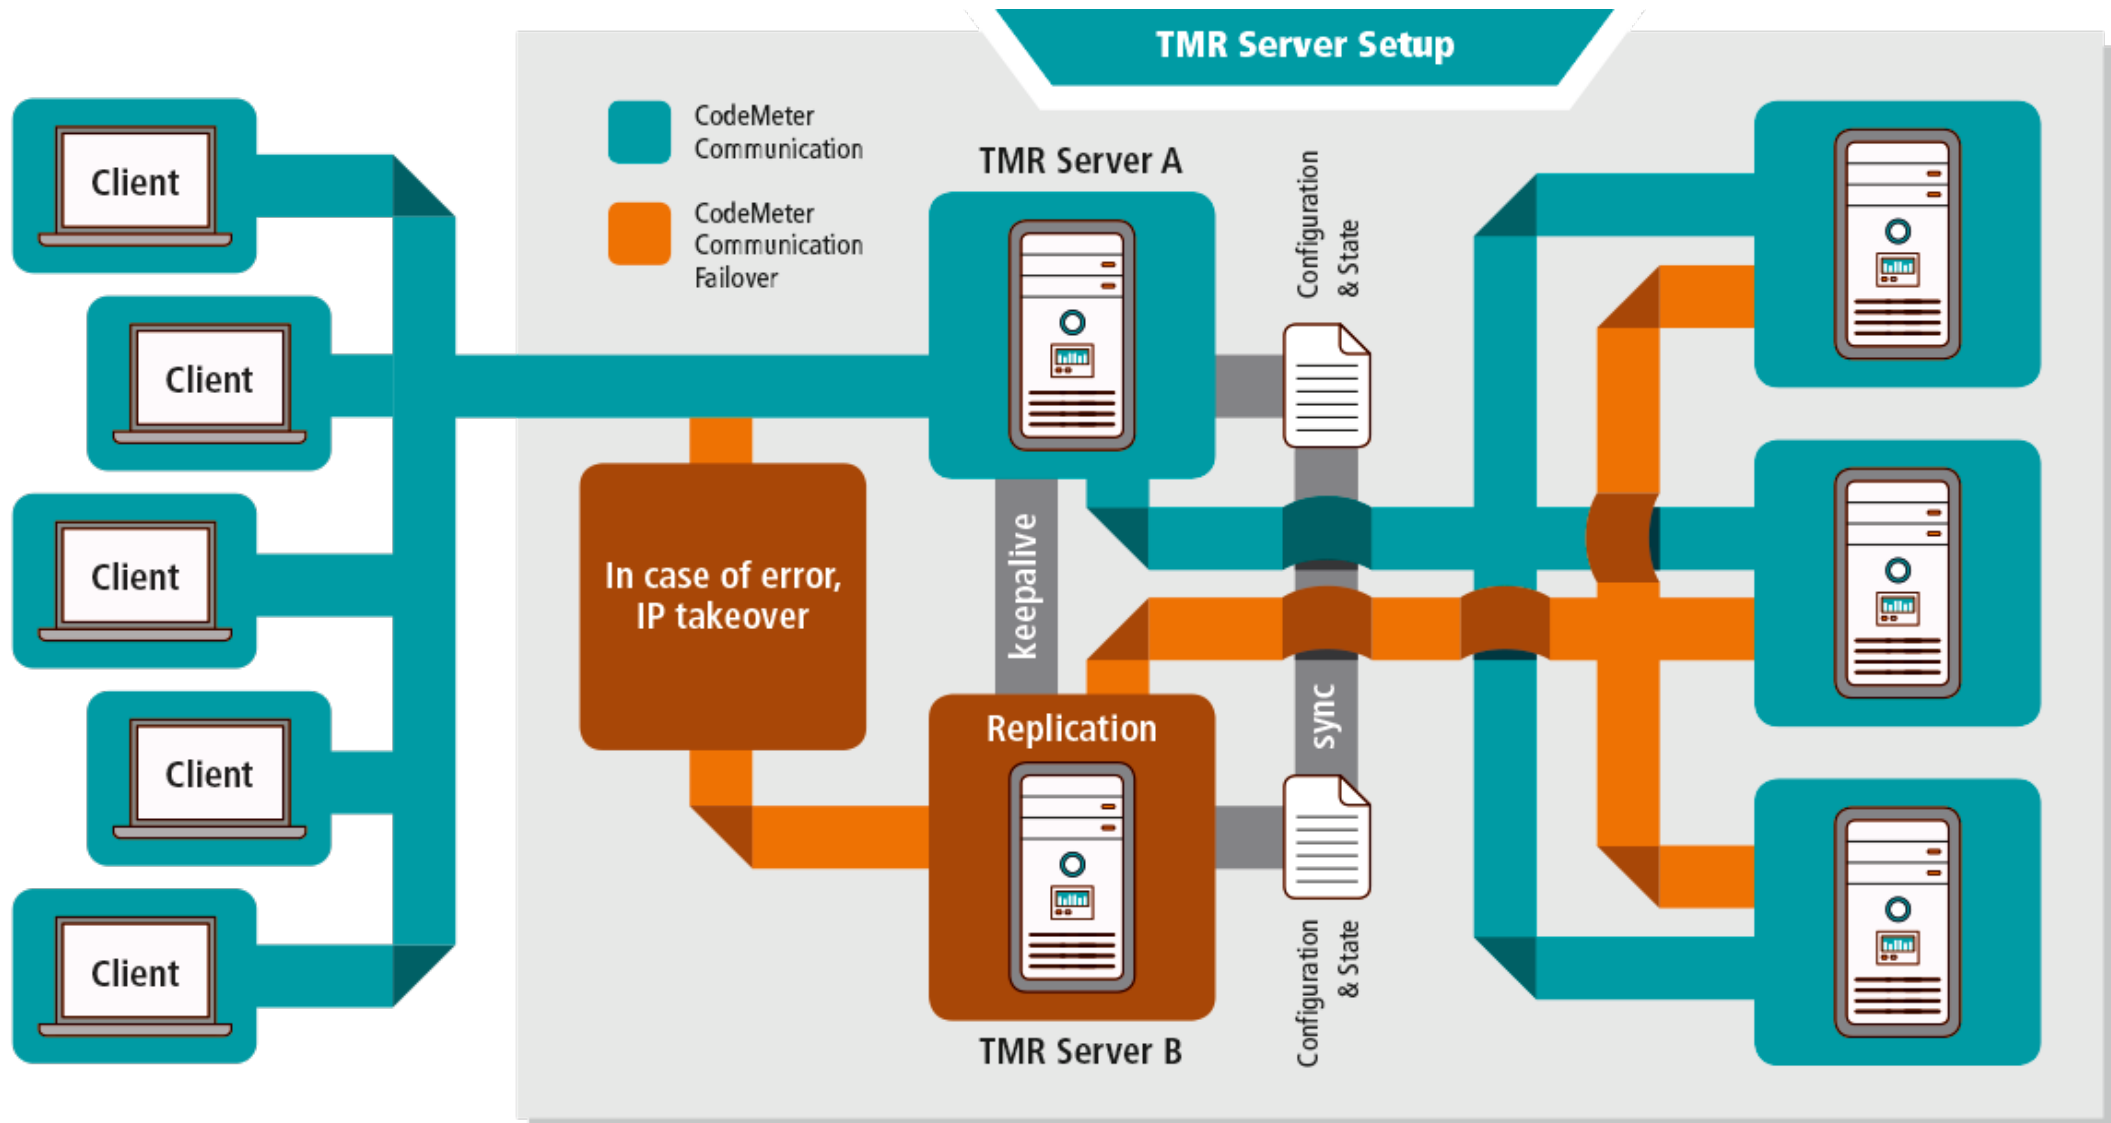 TMR Server Setup
CodeMeter
Communication
CodeMeter
Communication
Failover
Client
Client
Client
Client
Client
TMR Server A
Configuration
& State
In case of error,
IP takeover
keepalive
sync
Replication
TMR Server B
Configuration
& State